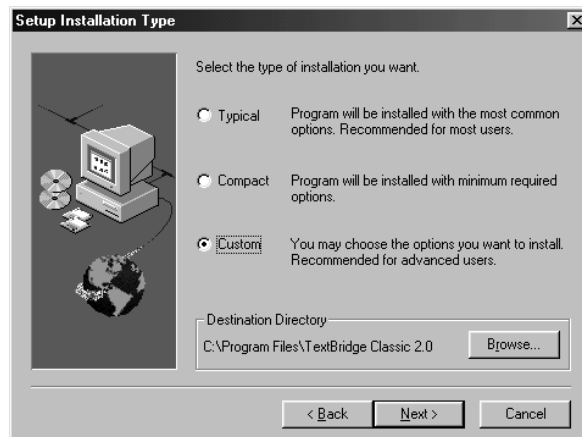 Setup Installation Type
Select the type of installation you want.
Typical
Program will be installed with the most common
options. Recommended for most users.
Compact
Program will be installed with minimum required
options.
Custom
You may choose the options you want to install.
Recommended for advanced users.
Destination Directory
C:\Program Files\TextBridge Classic 2.0
Browse...
< Back
Next >
Cancel